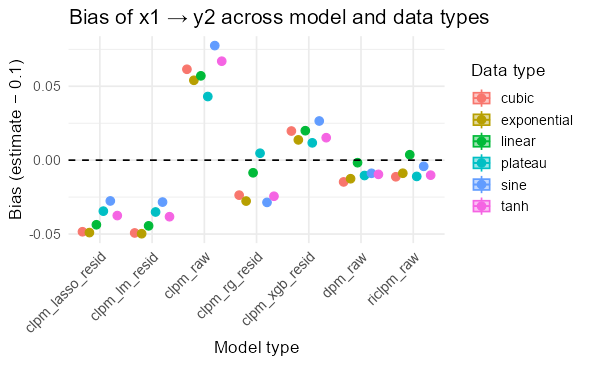 Bias of x1 → y2 across model and data types
Bias (estimate − 0.1)
0.05
0.00
-0.05
clpm_lasso_resid
clpm_lm_resid
clpm_raw
clpm_rg_resid
clpm_xgb_resid
dpm_raw
riclpm_raw
Model type
Data type
cubic
exponential
linear
plateau
sine
tanh